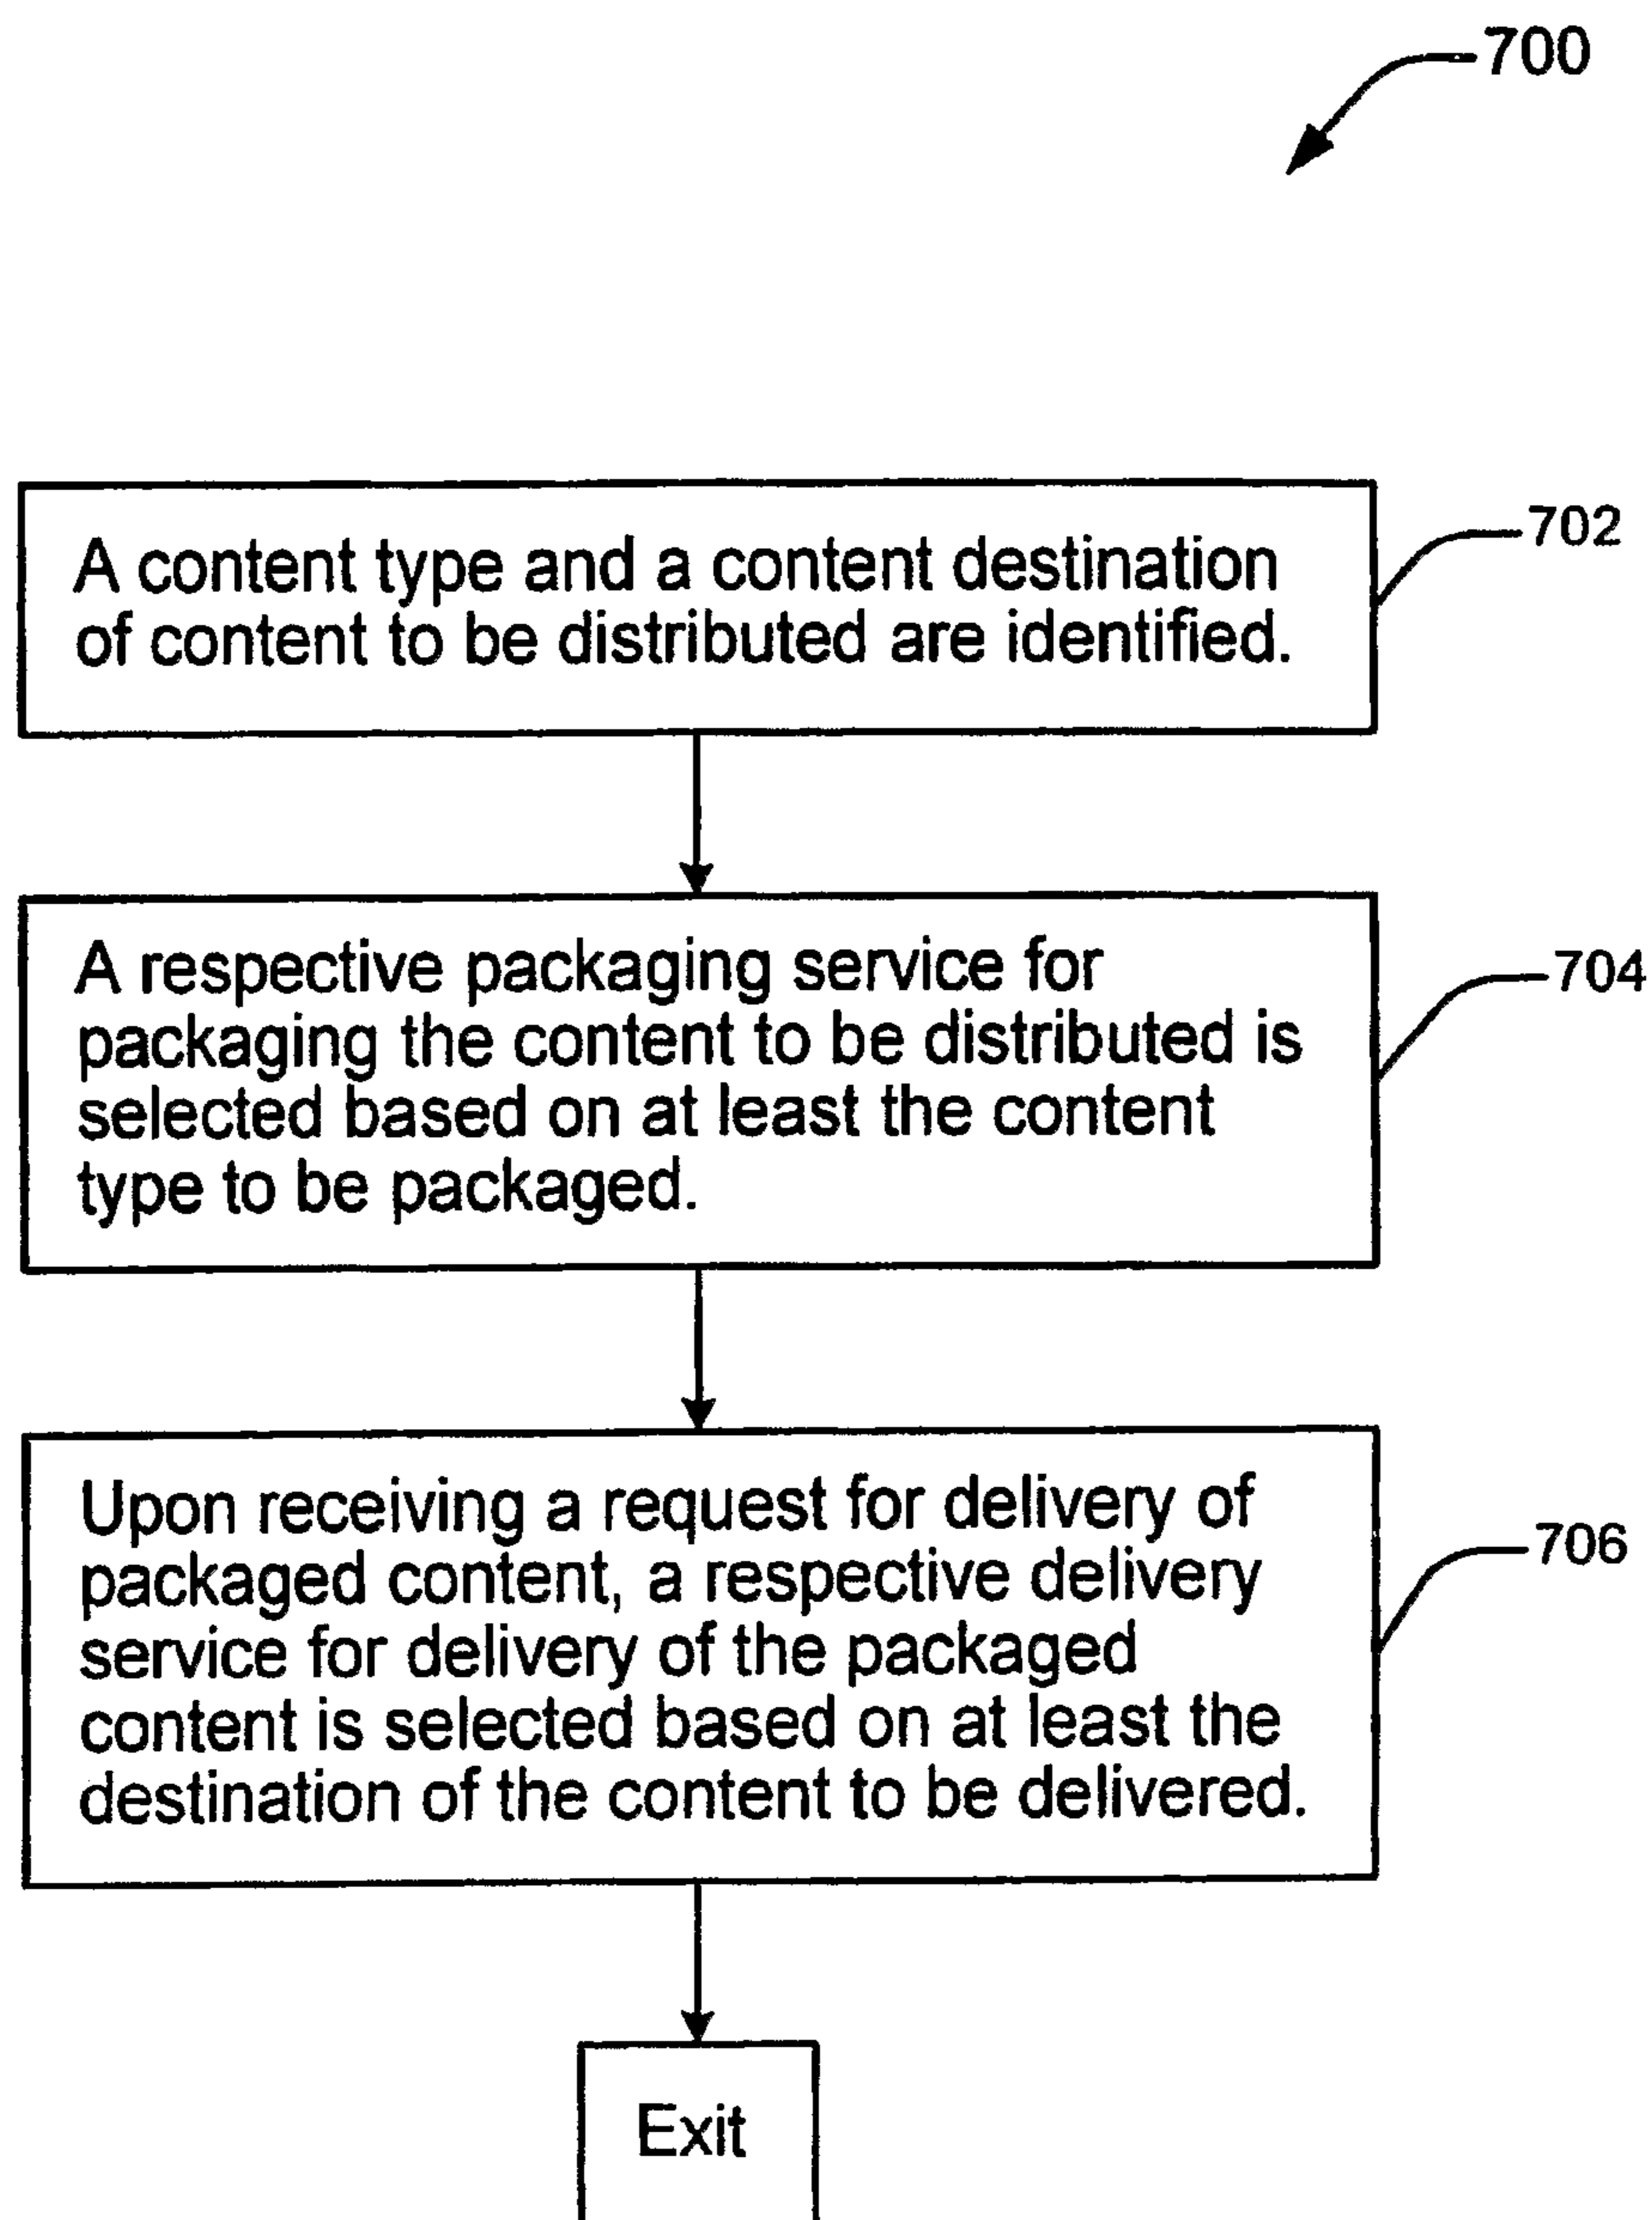 700
A content type and a content destination
of content to be distributed are identified.
702
A respective packaging service for
packaging the content to be distributed is
selected based on at least the content
type to be packaged.
704
Upon receiving a request for delivery of
packaged content, a respective delivery
service for delivery of the packaged
content is selected based on at least the
destination of the content to be delivered.
706
Exit